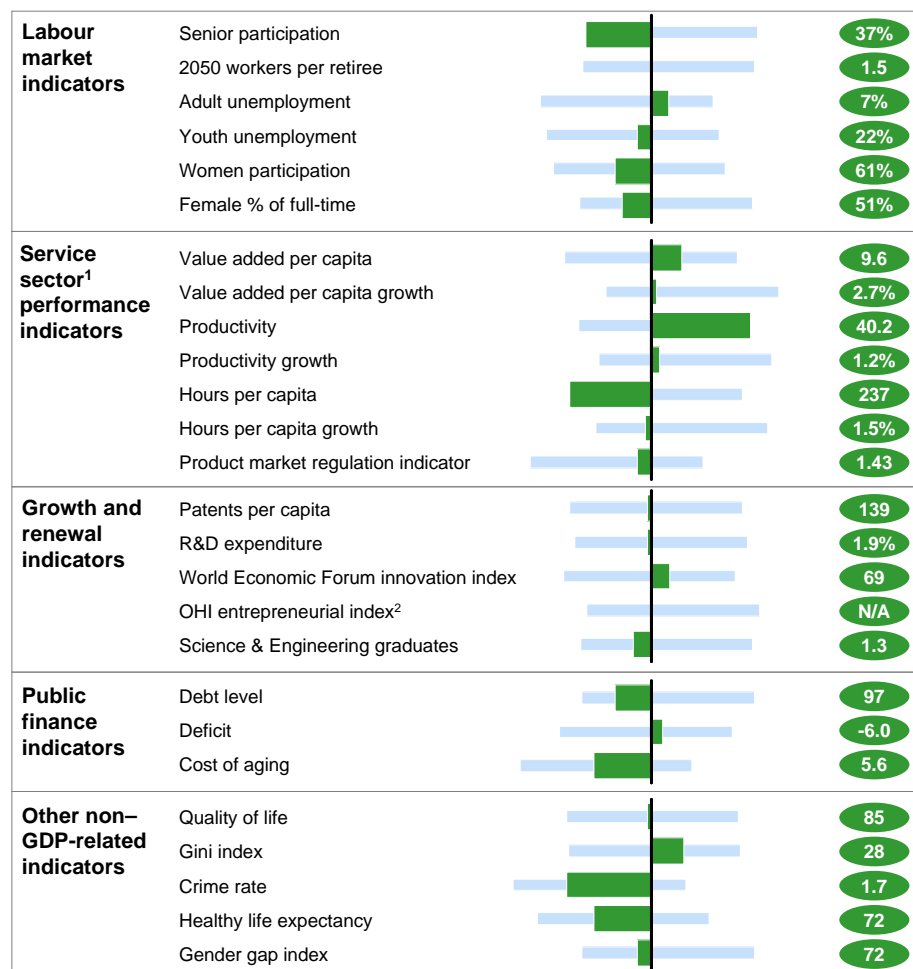 Labour
market
indicators
Senior participation 37%
2050 workers per retiree 1.5
Adult unemployment 7%
Youth unemployment 22%
Women participation 61%
Female % of full-time 51%
Service
sector¹
performance
indicators
Value added per capita 9.6
Value added per capita growth 2.7%
Productivity 40.2
Productivity growth 1.2%
Hours per capita 237
Hours per capita growth 1.5%
Product market regulation indicator 1.43
Growth and
renewal
indicators
Patents per capita 139
R&D expenditure 1.9%
World Economic Forum innovation index 69
OHI entrepreneurial index² N/A
Science & Engineering graduates 1.3
Public
finance
indicators
Debt level 97
Deficit -6.0
Cost of aging 5.6
Other non–
GDP-related
indicators
Quality of life 85
Gini index 28
Crime rate 1.7
Healthy life expectancy 72
Gender gap index 72